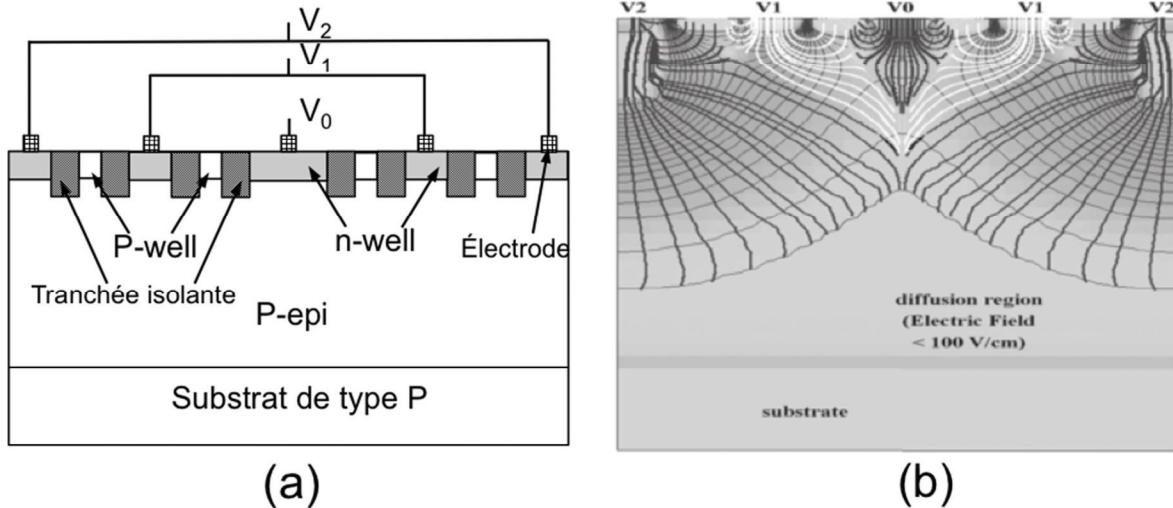 V2
V1
V0
P-well
n-well
Électrode
Tranchée isolante
P-epi
Substrat de type P
(a)
V2 V1 V0 V1 V2
diffusion region
(Electric Field
< 100 V/cm)
substrate
(b)